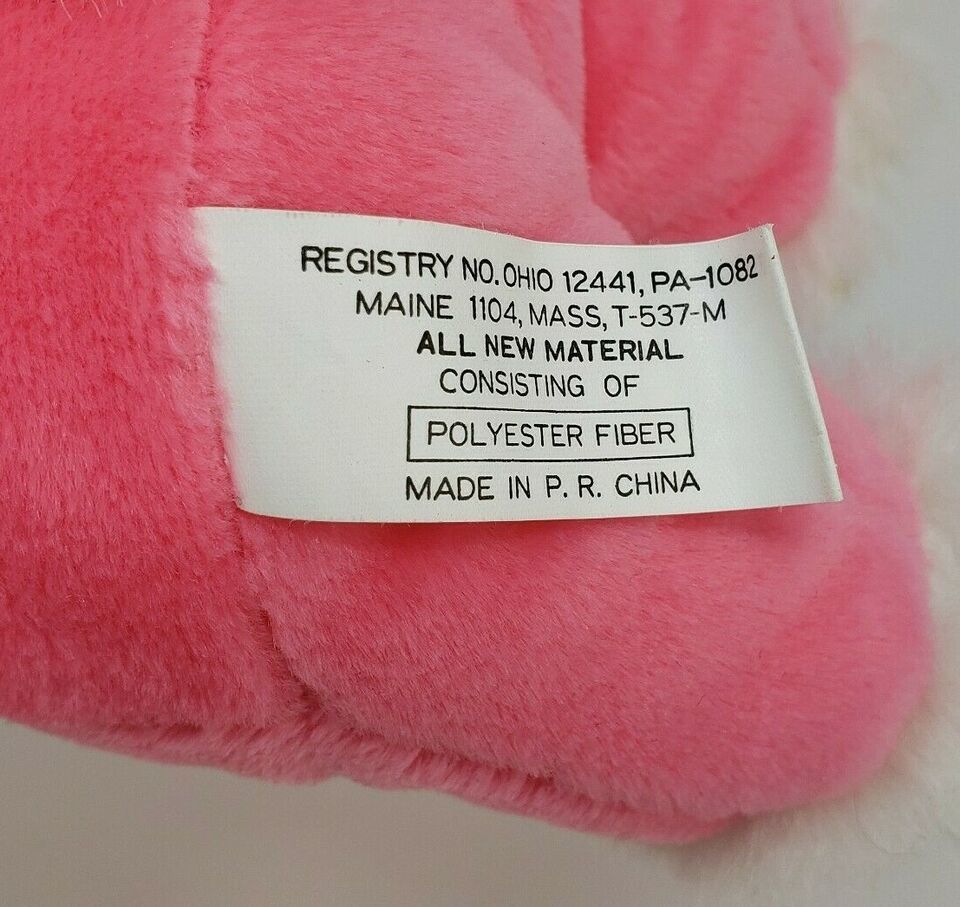 REGISTRY NO. OHIO 12441, PA-1082
MAINE 1104, MASS, T-537-M
ALL NEW MATERIAL
CONSISTING OF
POLYESTER FIBER
MADE IN P. R. CHINA